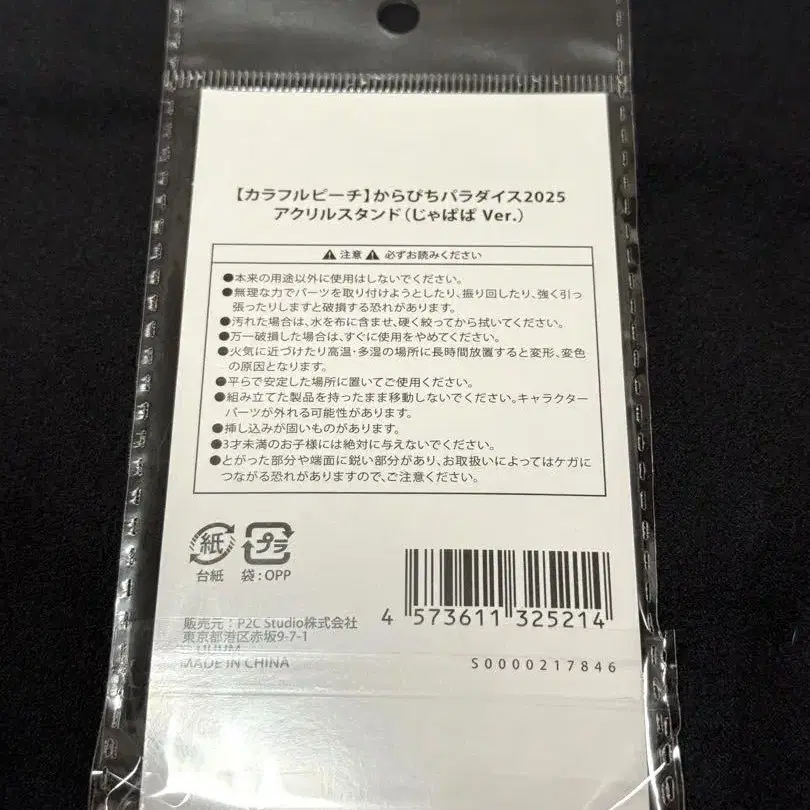 【カラフルピーチ】からぴちパラダイス2025
アクリルスタンド（じゃぱぱ Ver.）
⚠ 注意 ⚠ 必ずお読みください
●本来の用途以外に使用はしないでください。
●無理な力でパーツを取り付けようとしたり、振り回したり、強く引っ
張ったりしますと破損する恐れがあります。
●汚れた場合は、水を布に含ませ、硬く絞ってから拭いてください。
●万一破損した場合は、すぐに使用をやめてください。
●火気に近づけたり高温・多湿の場所に長時間放置すると変形、変色
の原因となります。
●平らで安定した場所に置いてご使用ください。
●組み立てた製品を持ったまま移動しないでください。キャラクター
パーツが外れる可能性があります。
●挿し込みが固いものがあります。
●3才未満のお子様には絶対に与えないでください。
●とがった部分や端面に鋭い部分があり、お取扱いによってはケガに
つながる恐れがありますので、ご注意ください。
紙 プラ
台紙 袋：OPP
販売元：P2C Studio株式会社
東京都港区赤坂9-7-1
© UUUM
MADE IN CHINA
4 573611 325214
S0000217846